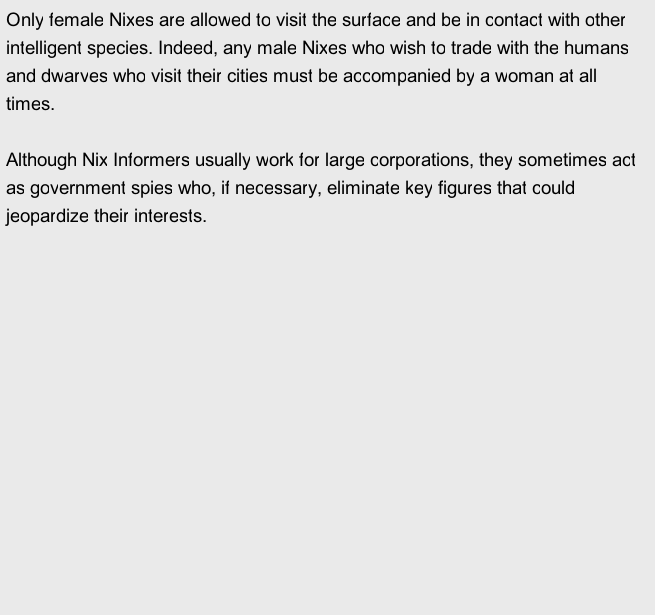 Only female Nixes are allowed to visit the surface and be in contact with other
intelligent species. Indeed, any male Nixes who wish to trade with the humans
and dwarves who visit their cities must be accompanied by a woman at all
times.
Although Nix Informers usually work for large corporations, they sometimes act
as government spies who, if necessary, eliminate key figures that could
jeopardize their interests.